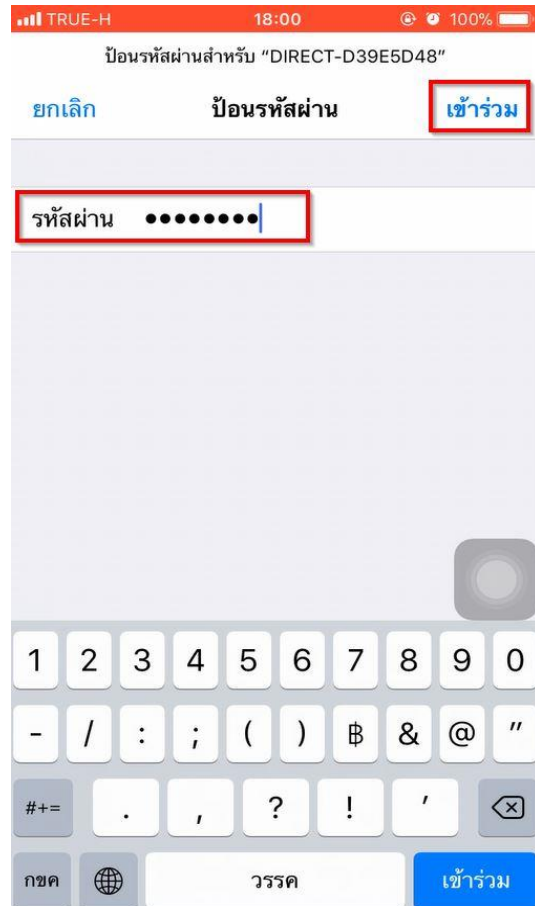 TRUE-H 18:00 100%
ป้อนรหัสผ่านสำหรับ “DIRECT-D39E5D48”
ยกเลิก ป้อนรหัสผ่าน เข้าร่วม
รหัสผ่าน ••••••••
1 2 3 4 5 6 7 8 9 0
- / : ; ( ) ฿ & @ "
#+= . , ? ! '
กขค วรรค เข้าร่วม